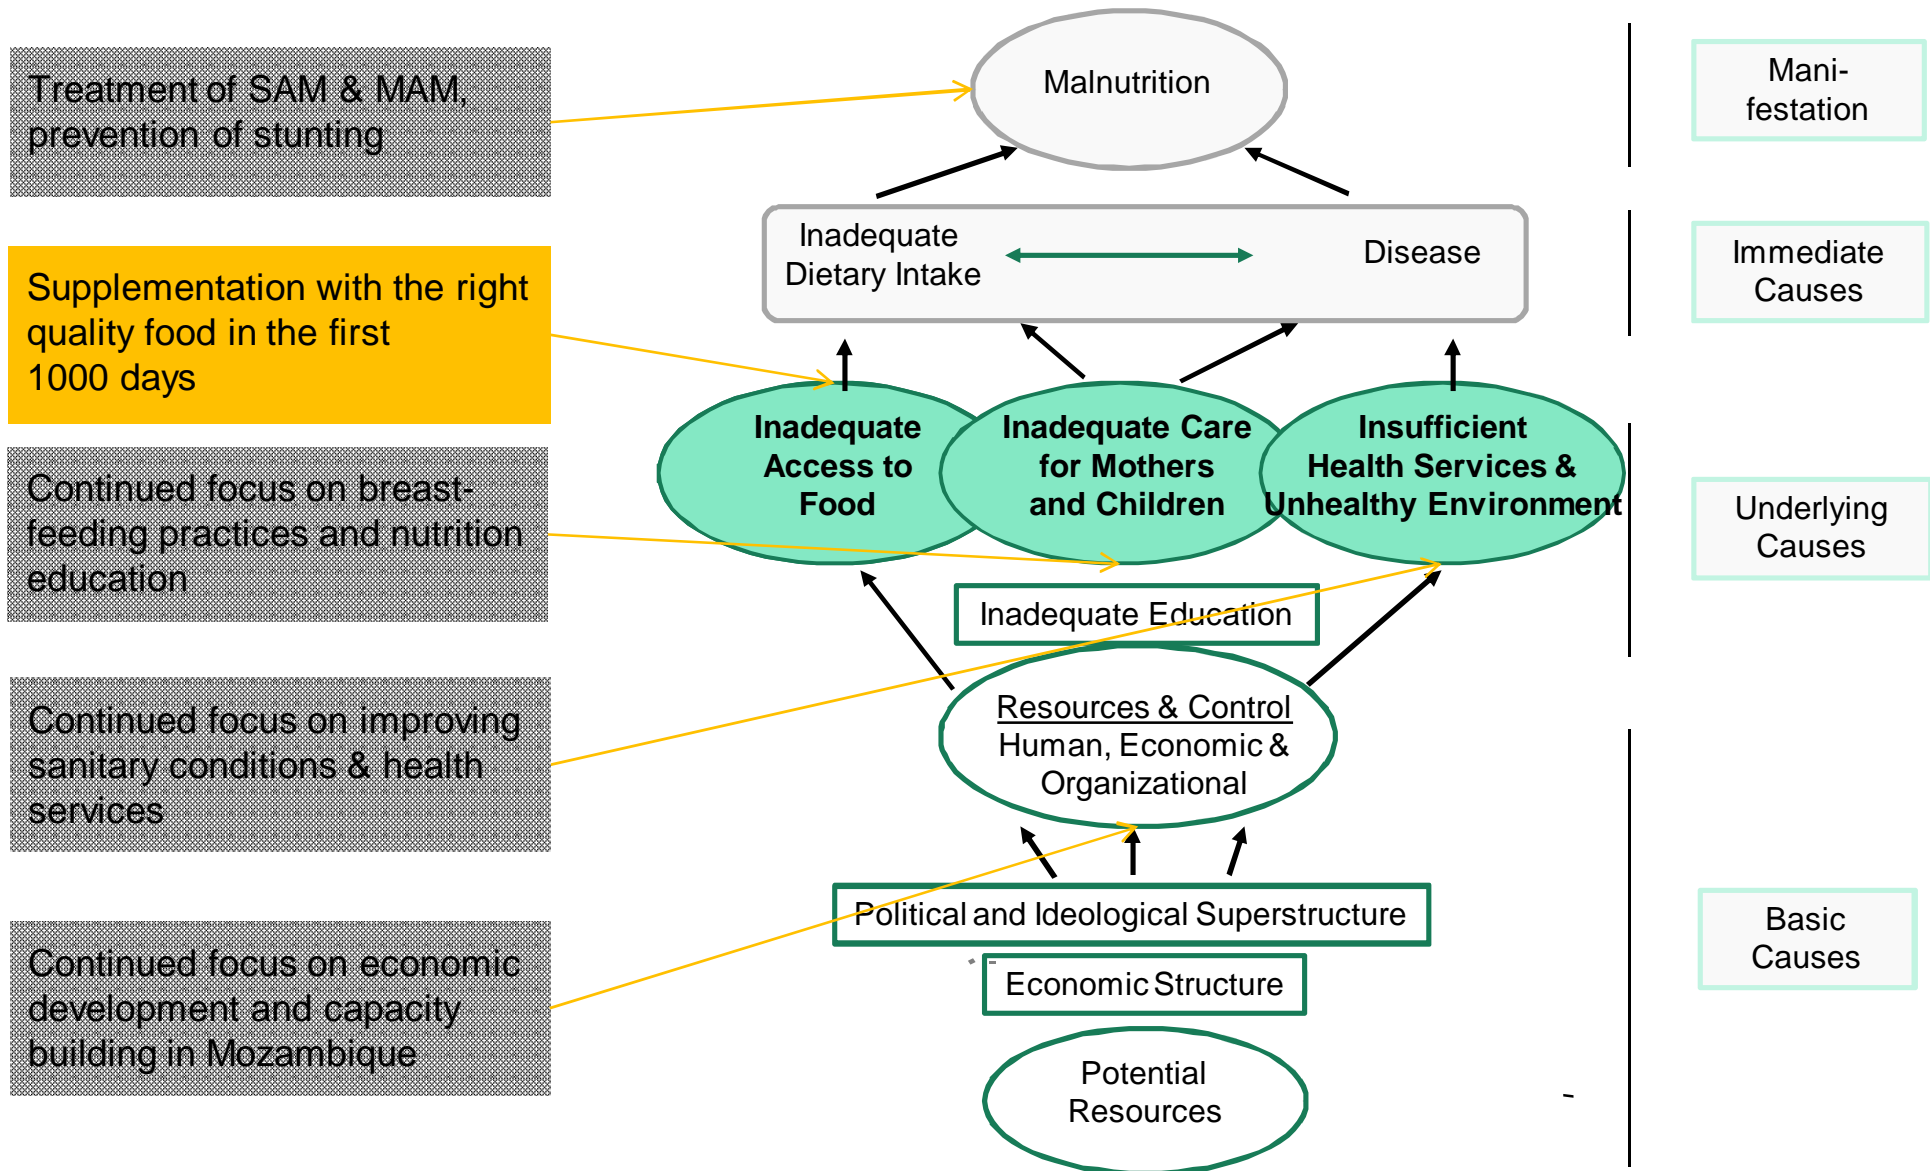 Treatment of SAM & MAM,
prevention of stunting
Supplementation with the right
quality food in the first
1000 days
Continued focus on breast-
feeding practices and nutrition
education
Continued focus on improving
sanitary conditions & health
services
Continued focus on economic
development and capacity
building in Mozambique
Malnutrition
Inadequate
Dietary Intake
Disease
Inadequate
Access to
Food
Inadequate Care
for Mothers
and Children
Insufficient
Health Services &
Unhealthy Environment
Inadequate Education
Resources & Control
Human, Economic &
Organizational
Political and Ideological Superstructure
Economic Structure
Potential
Resources
Mani-
festation
Immediate
Causes
Underlying
Causes
Basic
Causes